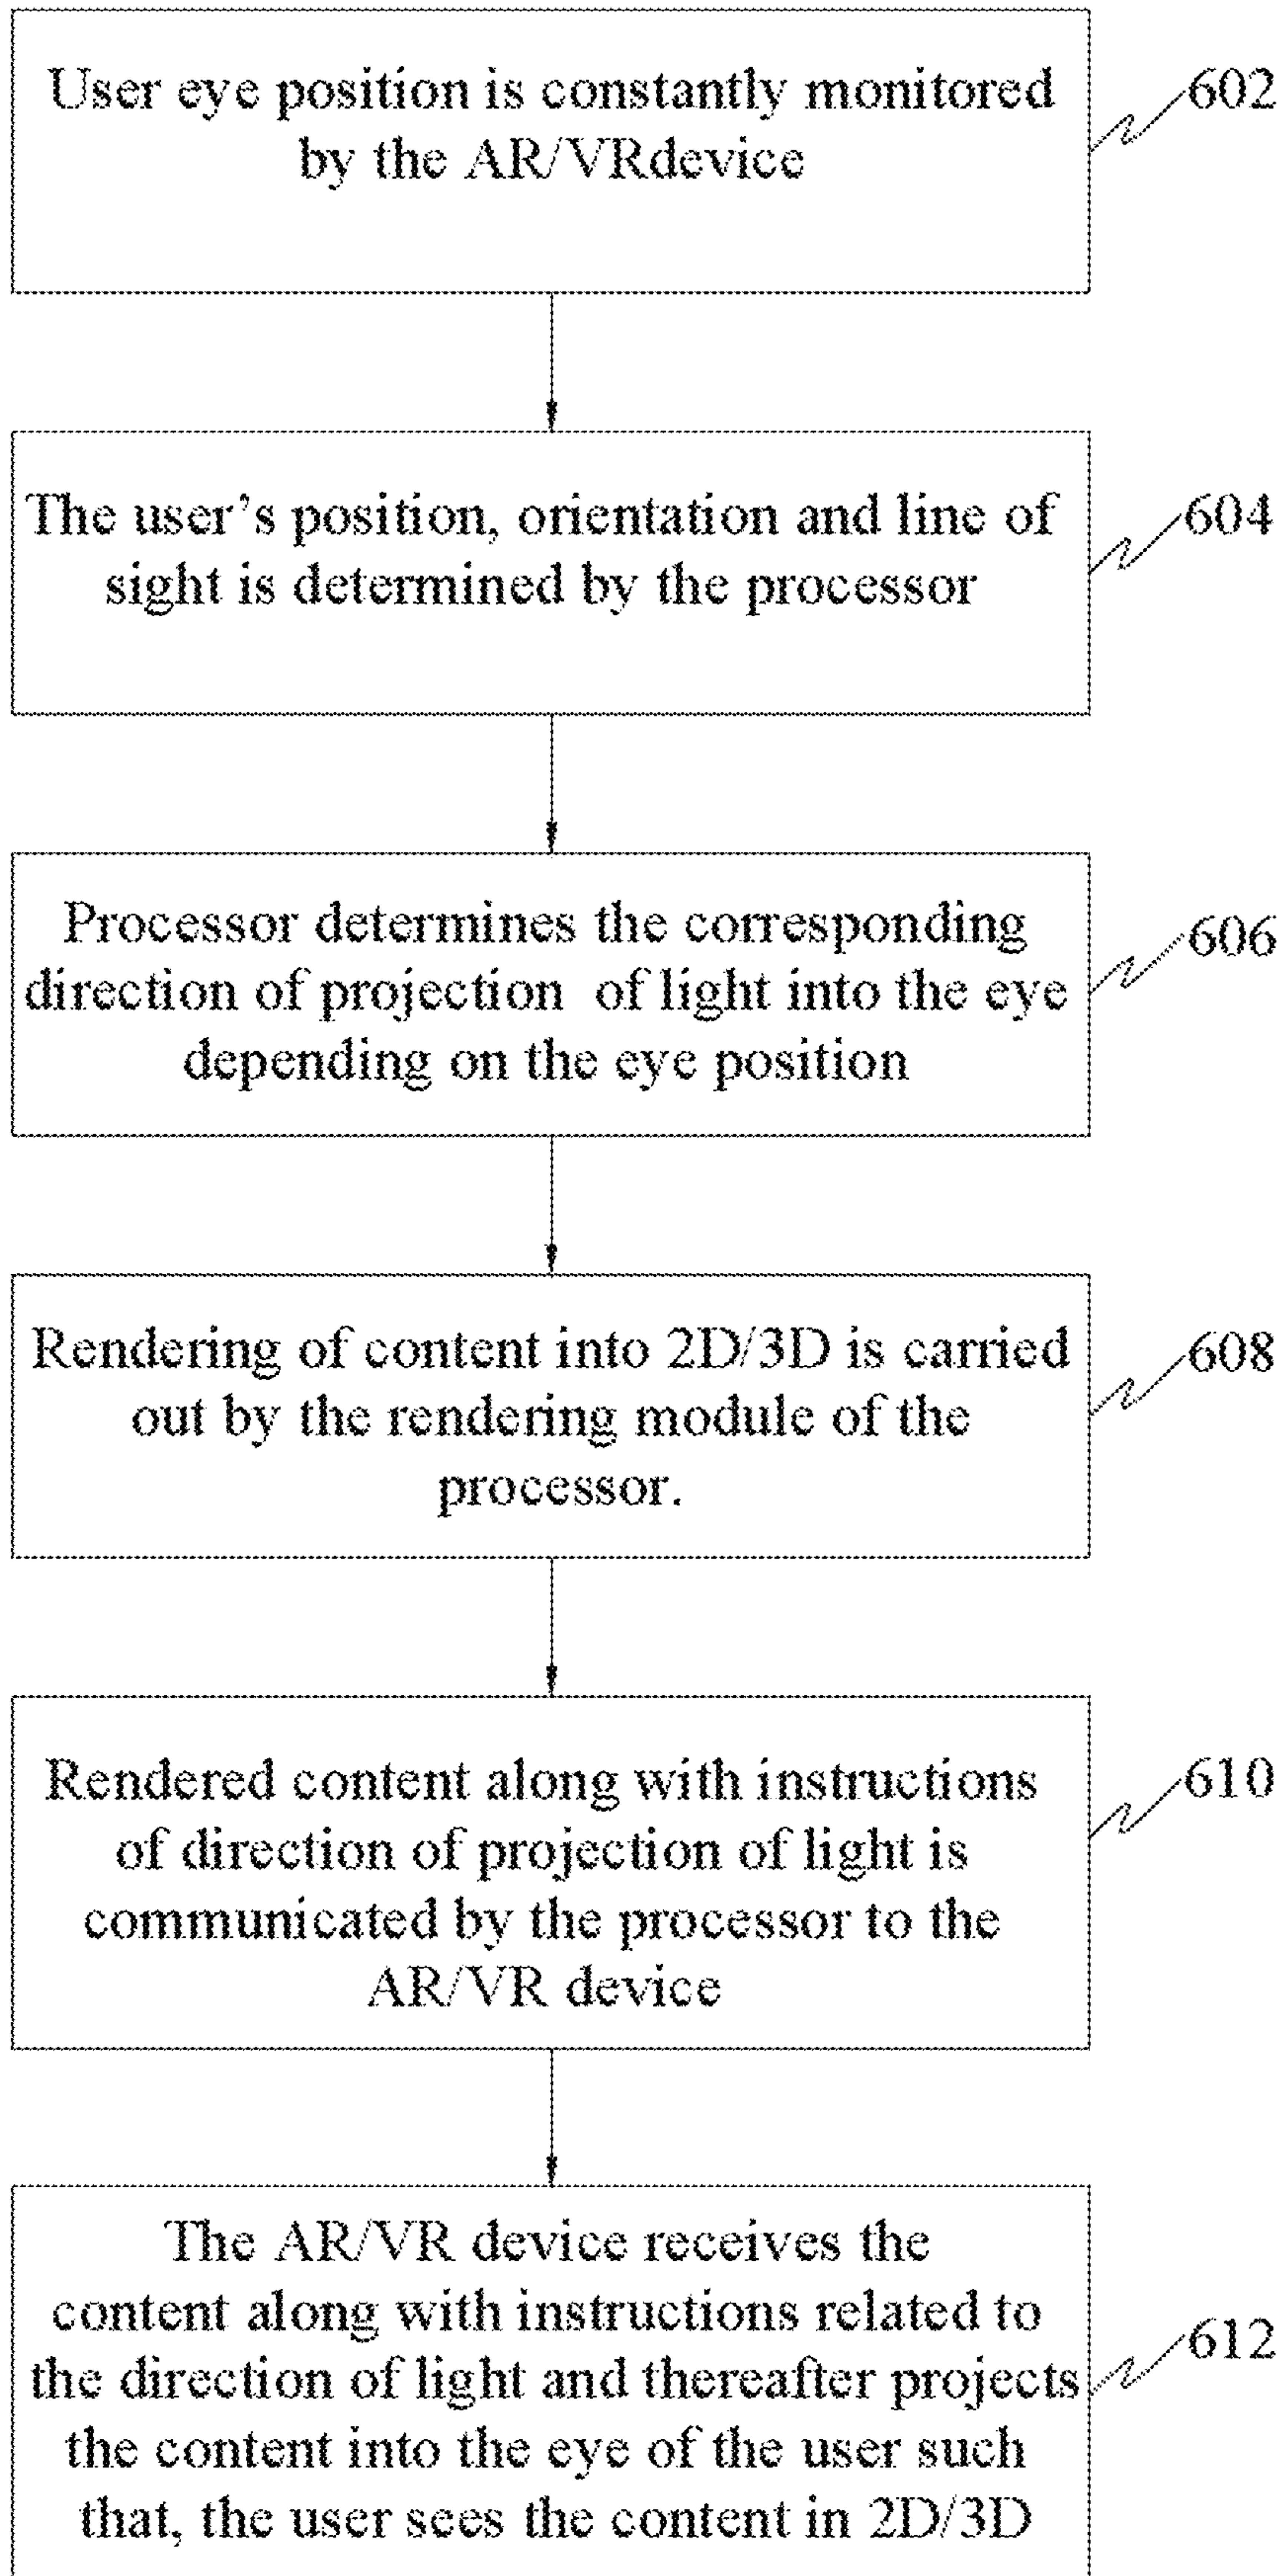 User eye position is constantly monitored
by the AR/VRdevice
602
The user's position, orientation and line of
sight is determined by the processor
604
Processor determines the corresponding
direction of projection of light into the eye
depending on the eye position
606
Rendering of content into 2D/3D is carried
out by the rendering module of the
processor.
608
Rendered content along with instructions
of direction of projection of light is
communicated by the processor to the
AR/VR device
610
The AR/VR device receives the
content along with instructions related to
the direction of light and thereafter projects
the content into the eye of the user such
that, the user sees the content in 2D/3D
612